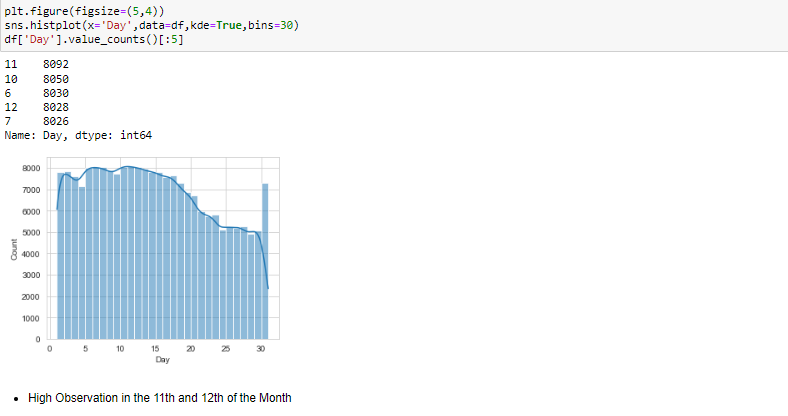 plt.figure(figsize=(5,4))
sns.histplot(x='Day',data=df,kde=True,bins=30)
df['Day'].value_counts()[:5]
11    8092
10    8050
6     8030
12    8028
7     8026
Name: Day, dtype: int64
8000
7000
6000
5000
4000
3000
2000
1000
0
Count
0 5 10 15 20 25 30
Day
• High Observation in the 11th and 12th of the Month